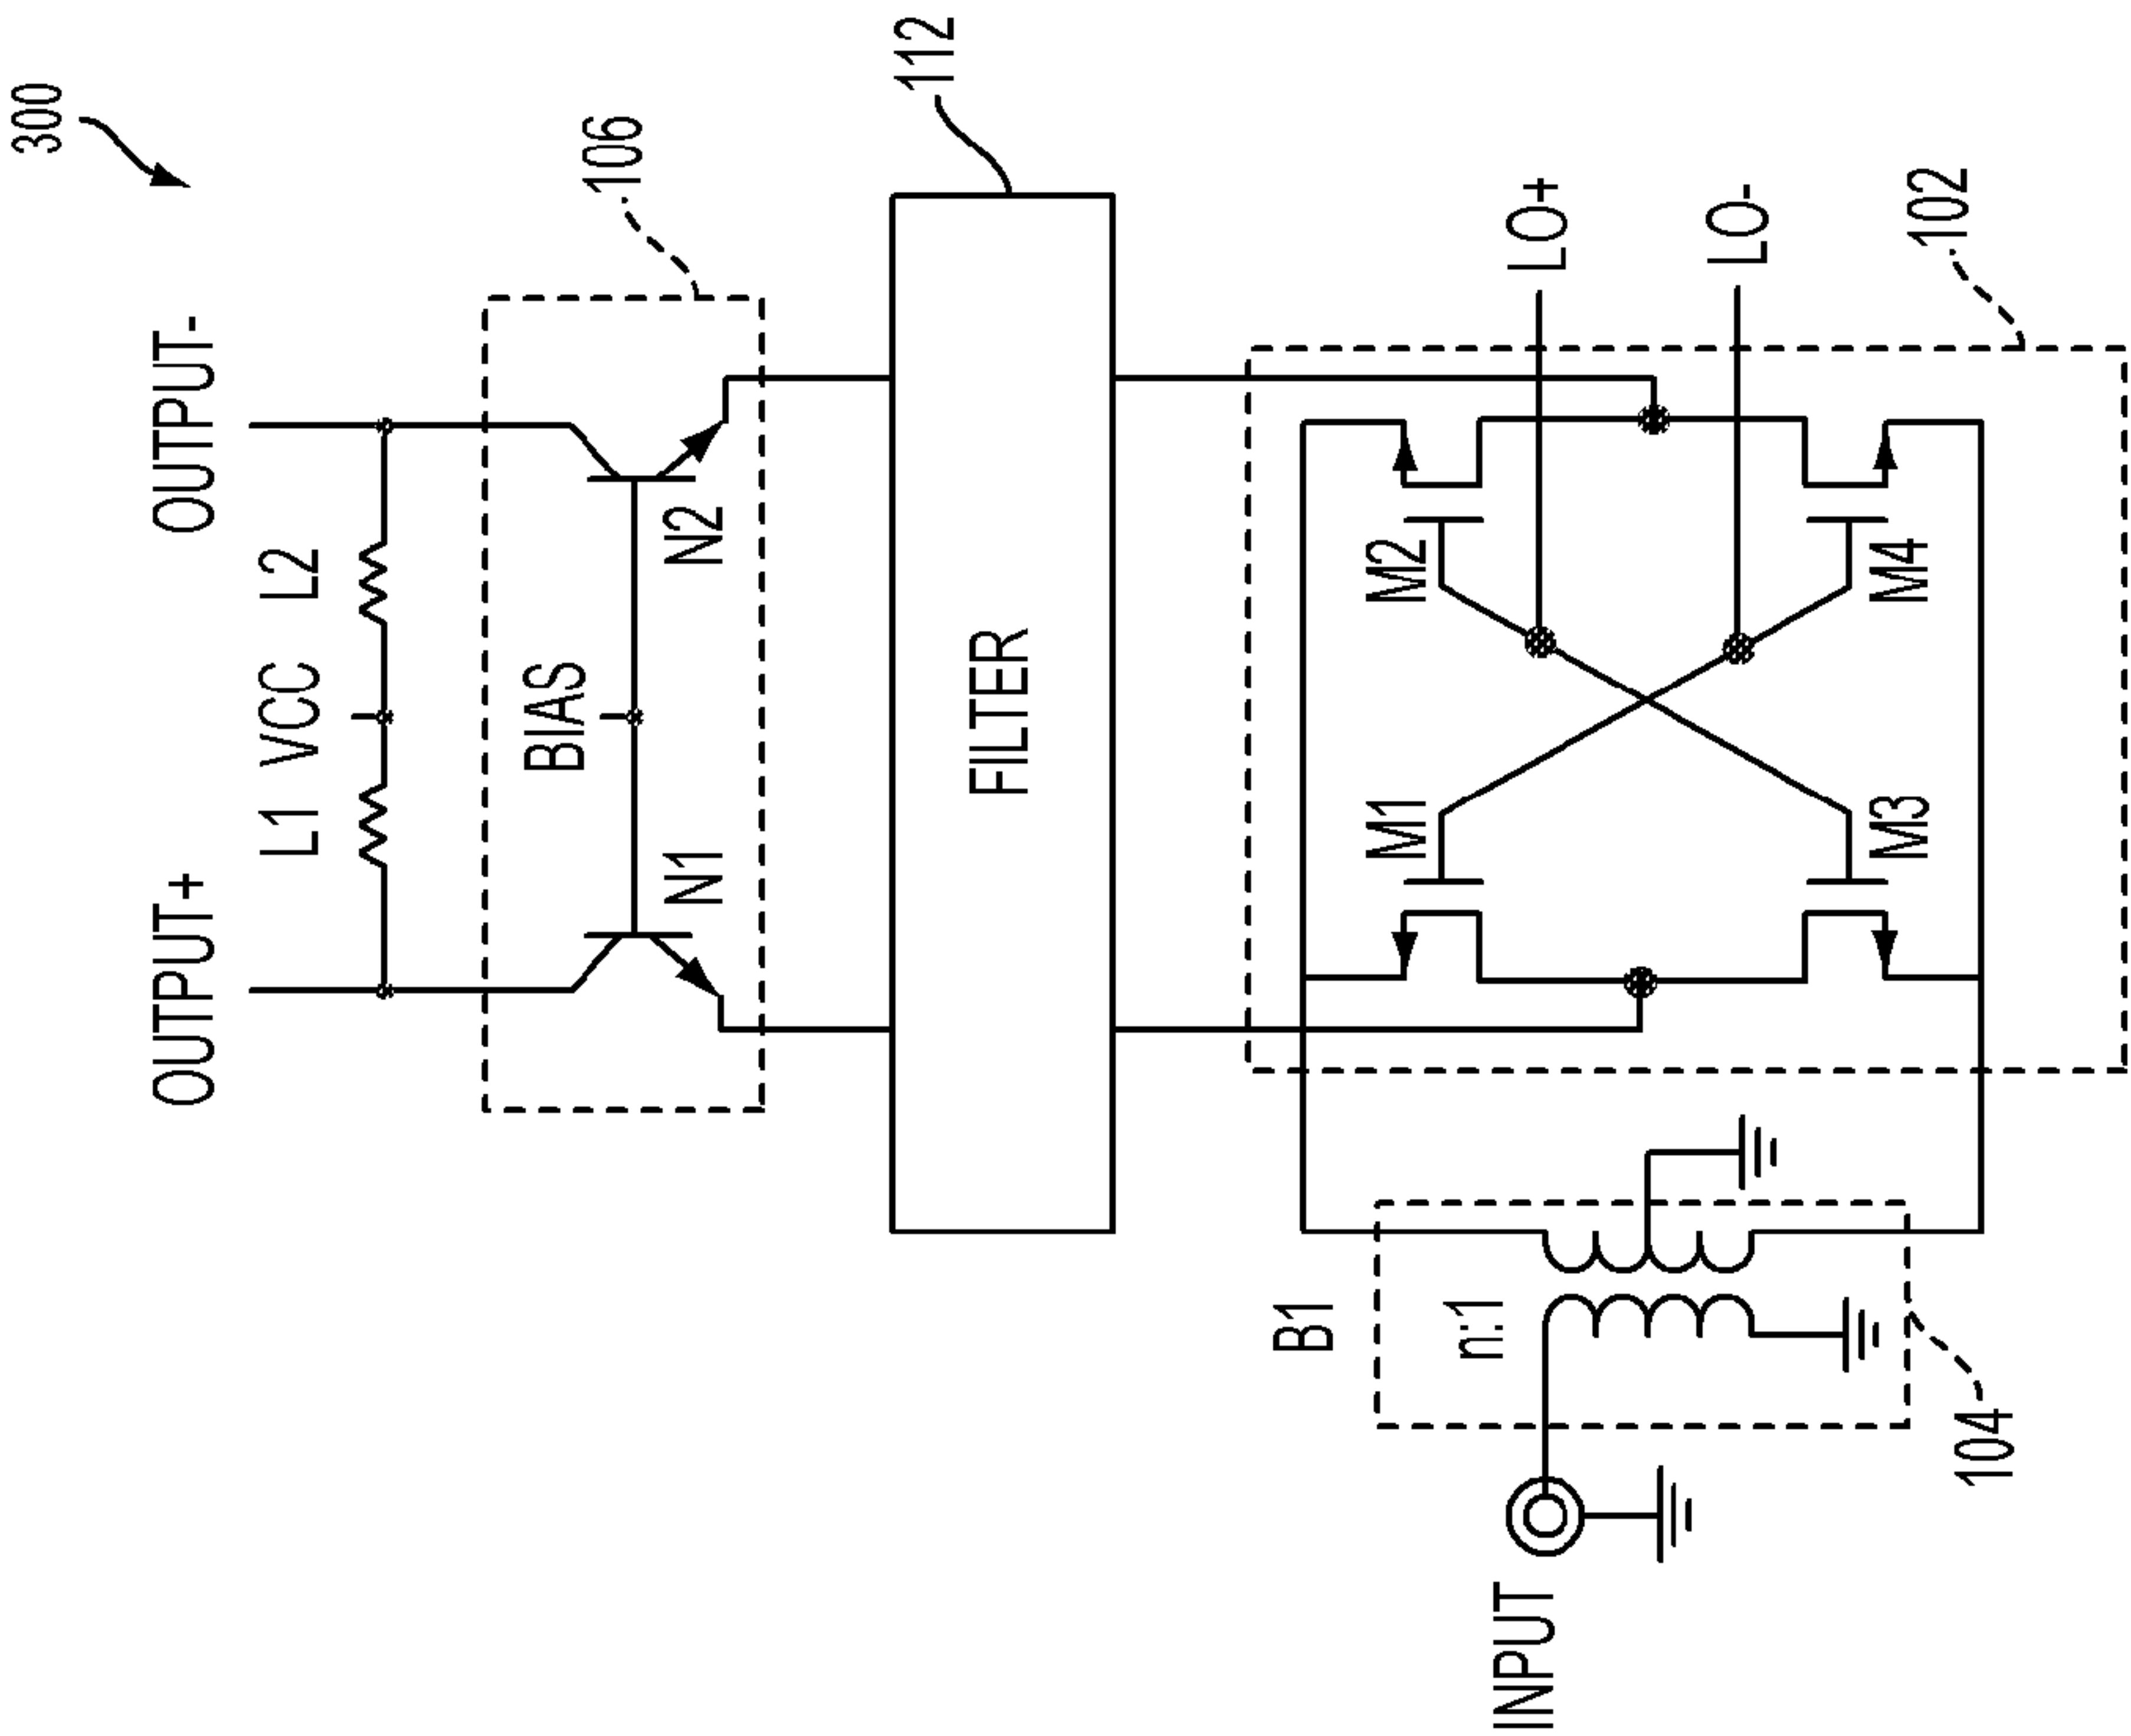 300
OUTPUT+
OUTPUT-
L1
VCC
L2
BIAS
106
N1
N2
112
FILTER
LO+
LO-
102
M1
M2
M3
M4
B1
n:1
104
INPUT